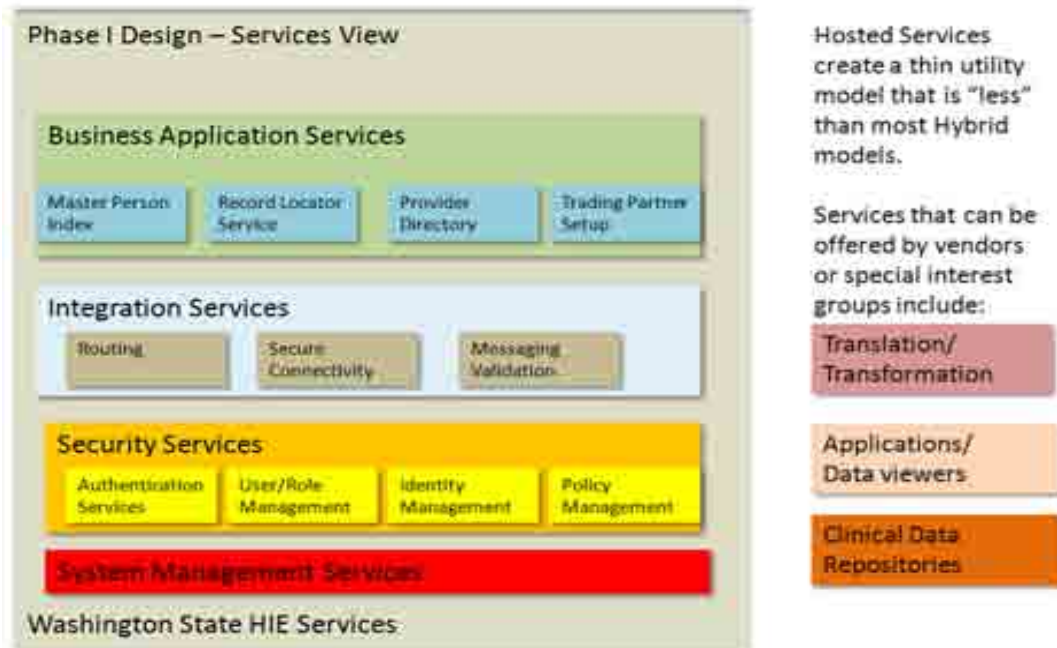 Phase I Design – Services View
Business Application Services
Master Person
Index
Record Locator
Service
Provider
Directory
Trading Partner
Setup
Integration Services
Routing
Secure
Connectivity
Messaging
Validation
Security Services
Authentication
Services
User/Role
Management
Identity
Management
Policy
Management
System Management Services
Washington State HIE Services
Hosted Services
create a thin utility
model that is “less”
than most Hybrid
models.
Services that can be
offered by vendors
or special interest
groups include:
Translation/
Transformation
Applications/
Data viewers
Clinical Data
Repositories